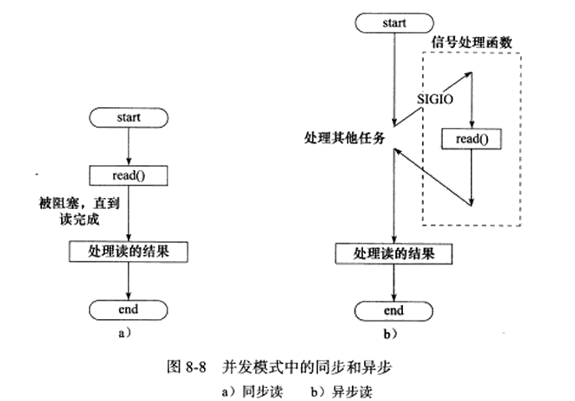 start
read()
被阻塞，直到
读完成
处理读的结果
end
a）
start
信号处理函数
SIGIO
处理其他任务
read()
处理读的结果
end
b）
图 8-8 并发模式中的同步和异步
a）同步读 b）异步读